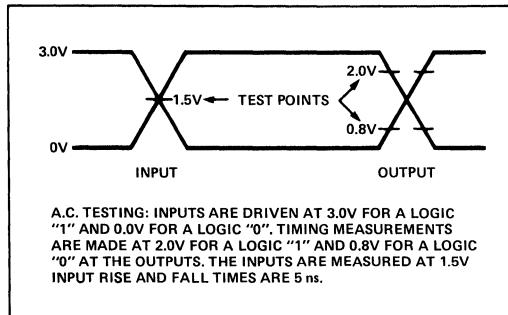 3.0V
2.0V
1.5V TEST POINTS
0.8V
0V
INPUT OUTPUT
A.C. TESTING: INPUTS ARE DRIVEN AT 3.0V FOR A LOGIC
"1" AND 0.0V FOR A LOGIC "0". TIMING MEASUREMENTS
ARE MADE AT 2.0V FOR A LOGIC "1" AND 0.8V FOR A LOGIC
"0" AT THE OUTPUTS. THE INPUTS ARE MEASURED AT 1.5V
INPUT RISE AND FALL TIMES ARE 5 ns.